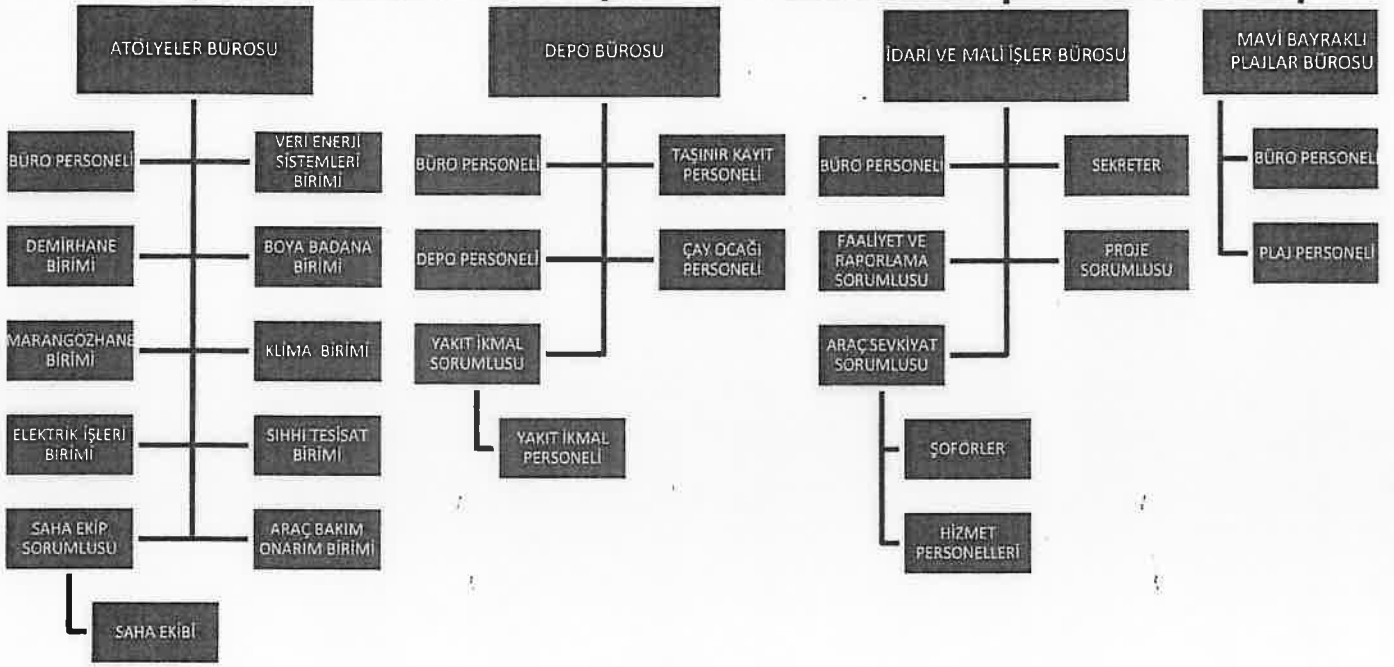 ATÖLYELER BÜROSU
BÜRO PERSONELİ
VERİ ENERJİ
SİSTEMLERİ
BİRİMİ
DEMİRHANE
BİRİMİ
BOYA BADANA
BİRİMİ
MARANGOZHANE
BİRİMİ
KLİMA BİRİMİ
ELEKTRİK İŞLERİ
BİRİMİ
SIHHİ TESİSAT
BİRİMİ
SAHA EKİP
SORUMLUSU
ARAÇ BAKIM
ONARIM BİRİMİ
SAHA EKİBİ
DEPO BÜROSU
BÜRO PERSONELİ
TAŞINIR KAYIT
PERSONELİ
DEPO PERSONELİ
ÇAY OCAĞI
PERSONELİ
YAKIT İKMAL
SORUMLUSU
YAKIT İKMAL
PERSONELİ
İDARİ VE MALİ İŞLER BÜROSU
BÜRO PERSONELİ
SEKRETER
FAALİYET VE
RAPORLAMA
SORUMLUSU
PROJE
SORUMLUSU
ARAÇ SEVKİYAT
SORUMLUSU
ŞOFÖRLER
HİZMET
PERSONELLERİ
MAVİ BAYRAKLI
PLAJLAR BÜROSU
BÜRO PERSONELİ
PLAJ PERSONELİ